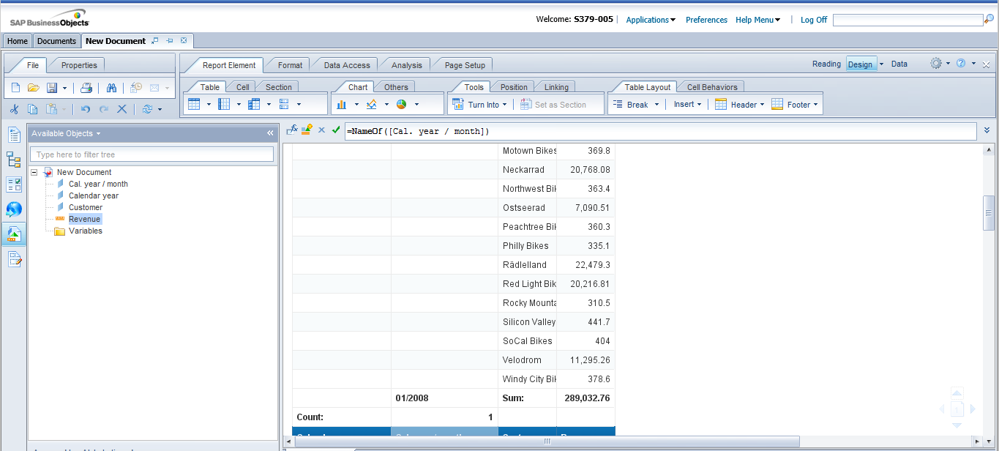 SAP BusinessObjects
Welcome: S379-005 | Applications Preferences Help Menu | Log Off
Home Documents New Document
File Properties Report Element Format Data Access Analysis Page Setup Reading Design Data
Table Cell Section Chart Others Tools Position Linking Table Layout Cell Behaviors
Turn Into Set as Section Break Insert Header Footer
Available Objects
=NameOf([Cal. year / month])
Type here to filter tree
New Document
Cal. year / month
Calendar year
Customer
Revenue
Variables
Motown Bikes 369.8
Neckarrad 20,768.08
Northwest Bik 363.4
Ostseerad 7,090.51
Peachtree Bik 360.3
Philly Bikes 335.1
Rädlelland 22,479.3
Red Light Bik 20,216.81
Rocky Mounta 310.5
Silicon Valley 441.7
SoCal Bikes 404
Velodrom 11,295.26
Windy City Bik 378.6
01/2008 Sum: 289,032.76
Count: 1
1